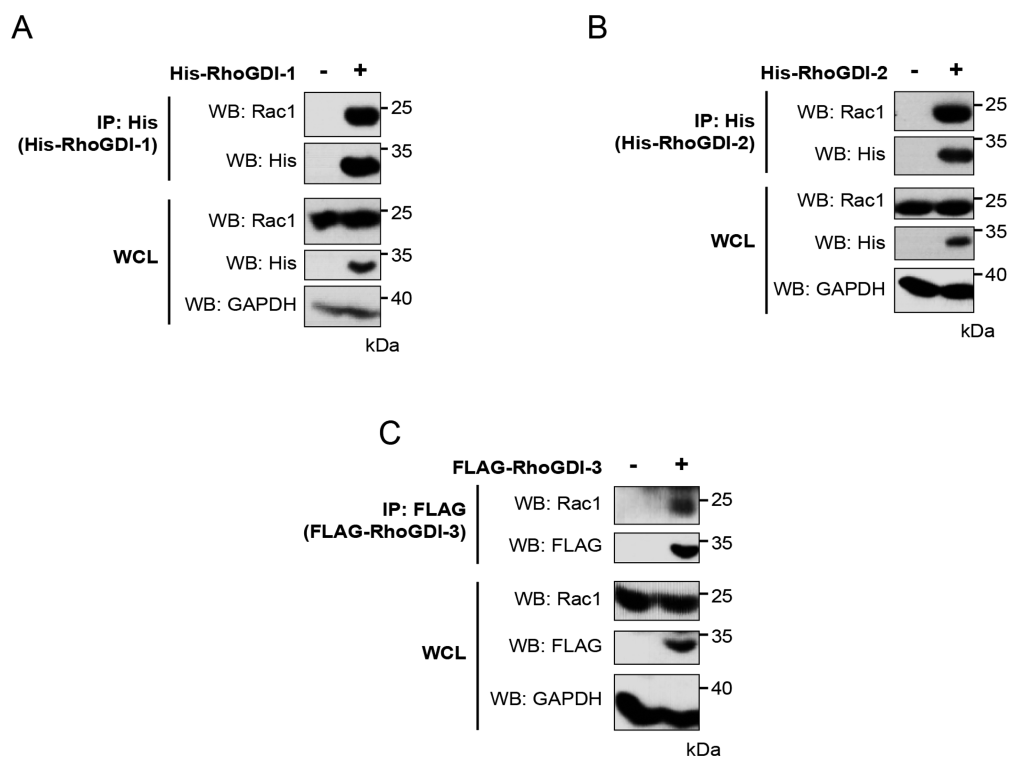 A
His-RhoGDI-1 - +
IP: His
(His-RhoGDI-1)
WB: Rac1 25
WB: His 35
WCL
WB: Rac1 25
WB: His 35
WB: GAPDH 40
kDa
B
His-RhoGDI-2 - +
IP: His
(His-RhoGDI-2)
WB: Rac1 25
WB: His 35
WCL
WB: Rac1 25
WB: His 35
WB: GAPDH 40
kDa
C
FLAG-RhoGDI-3 - +
IP: FLAG
(FLAG-RhoGDI-3)
WB: Rac1 25
WB: FLAG 35
WCL
WB: Rac1 25
WB: FLAG 35
WB: GAPDH 40
kDa